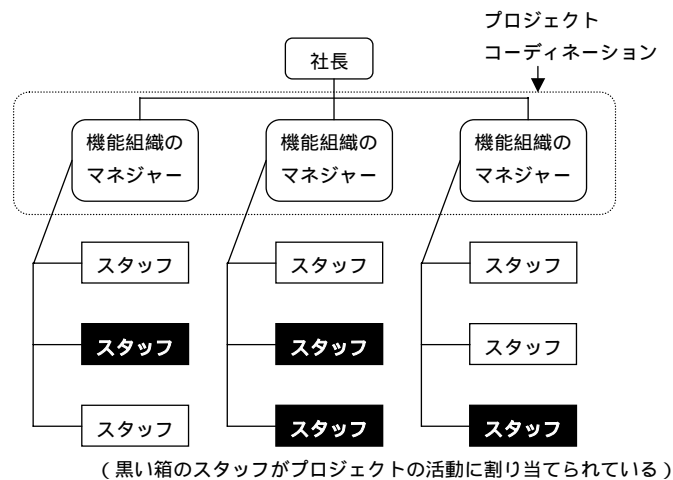 プロジェクト
コーディネーション
社長
機能組織の
マネジャー
機能組織の
マネジャー
機能組織の
マネジャー
スタッフ
スタッフ
スタッフ
スタッフ
スタッフ
スタッフ
スタッフ
スタッフ
スタッフ
(黒い箱のスタッフがプロジェクトの活動に割り当てられている)